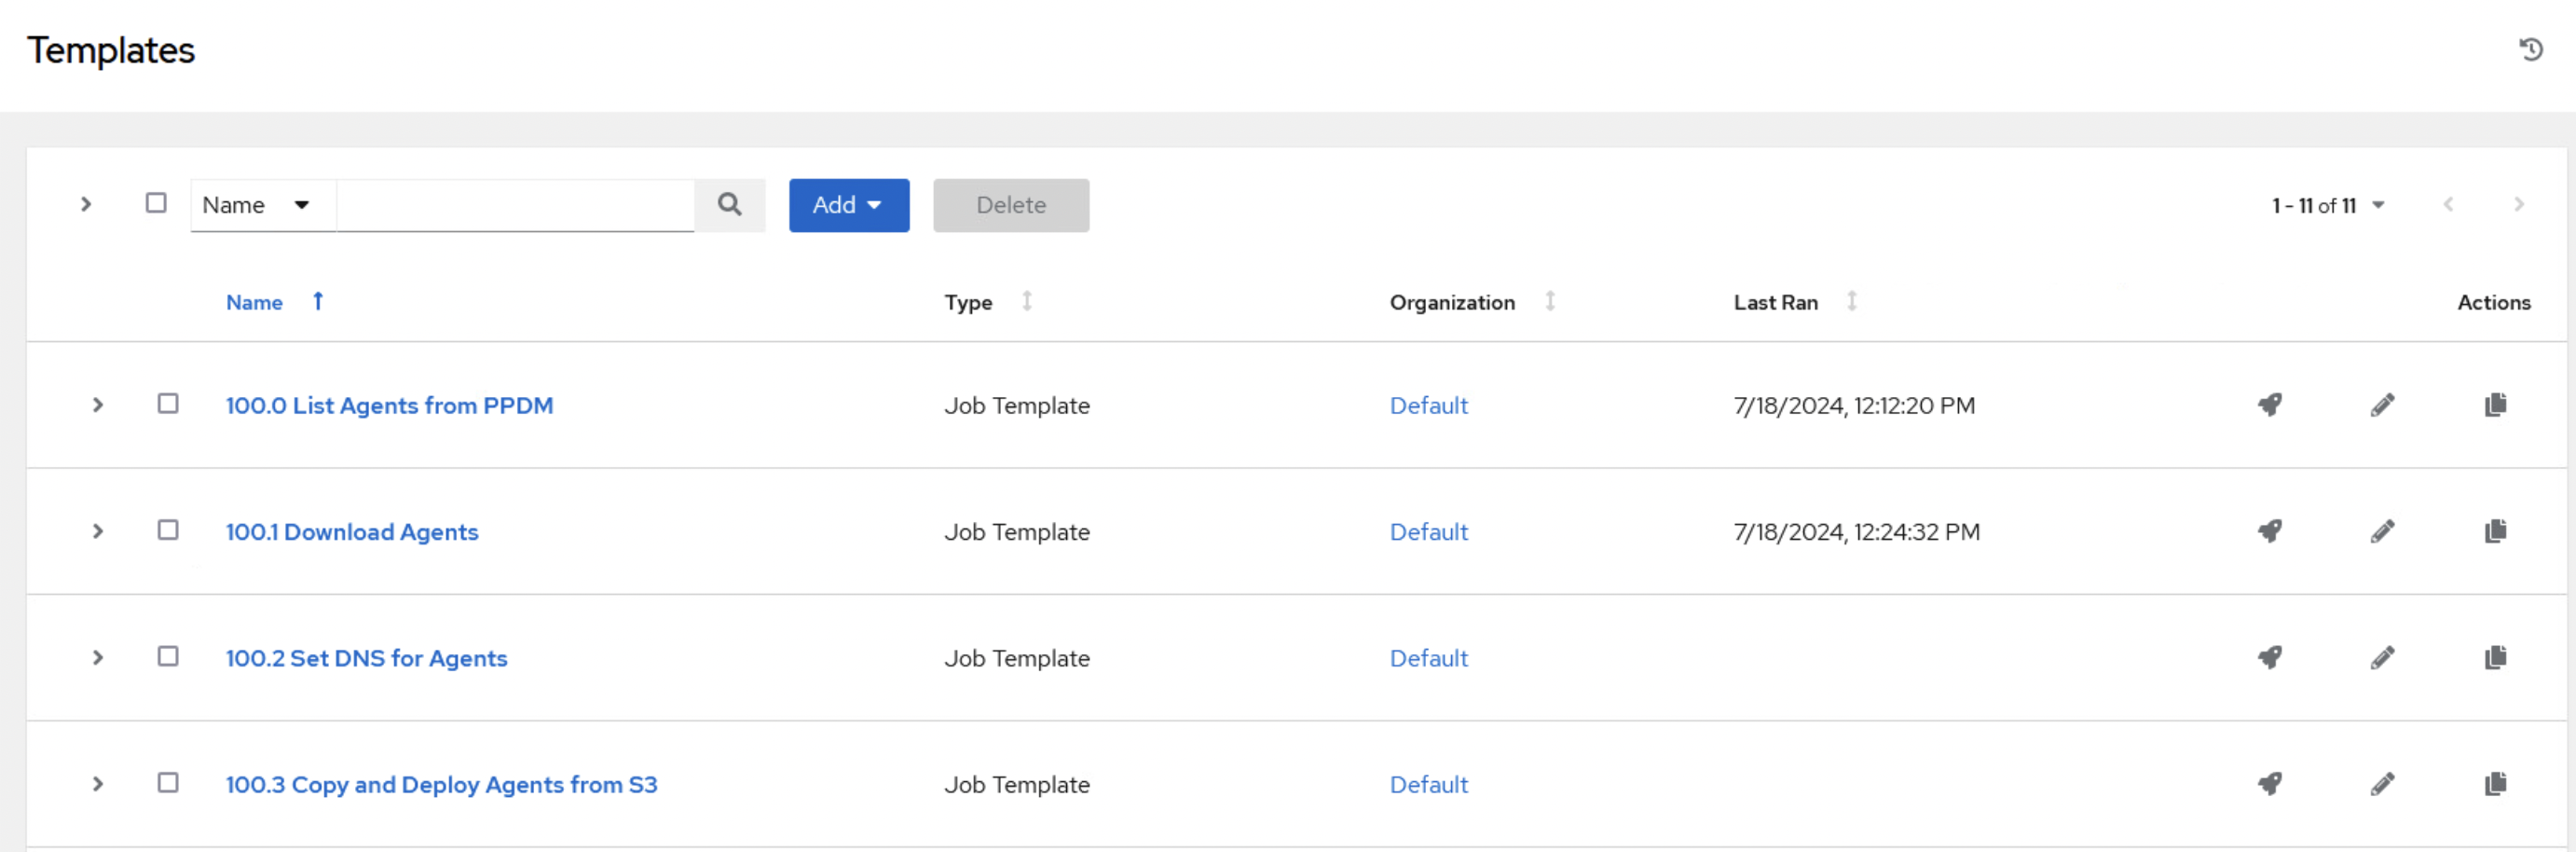 Templates
Name Add Delete 1 - 11 of 11
Name Type Organization Last Ran Actions
100.0 List Agents from PPDM Job Template Default 7/18/2024, 12:12:20 PM
100.1 Download Agents Job Template Default 7/18/2024, 12:24:32 PM
100.2 Set DNS for Agents Job Template Default
100.3 Copy and Deploy Agents from S3 Job Template Default